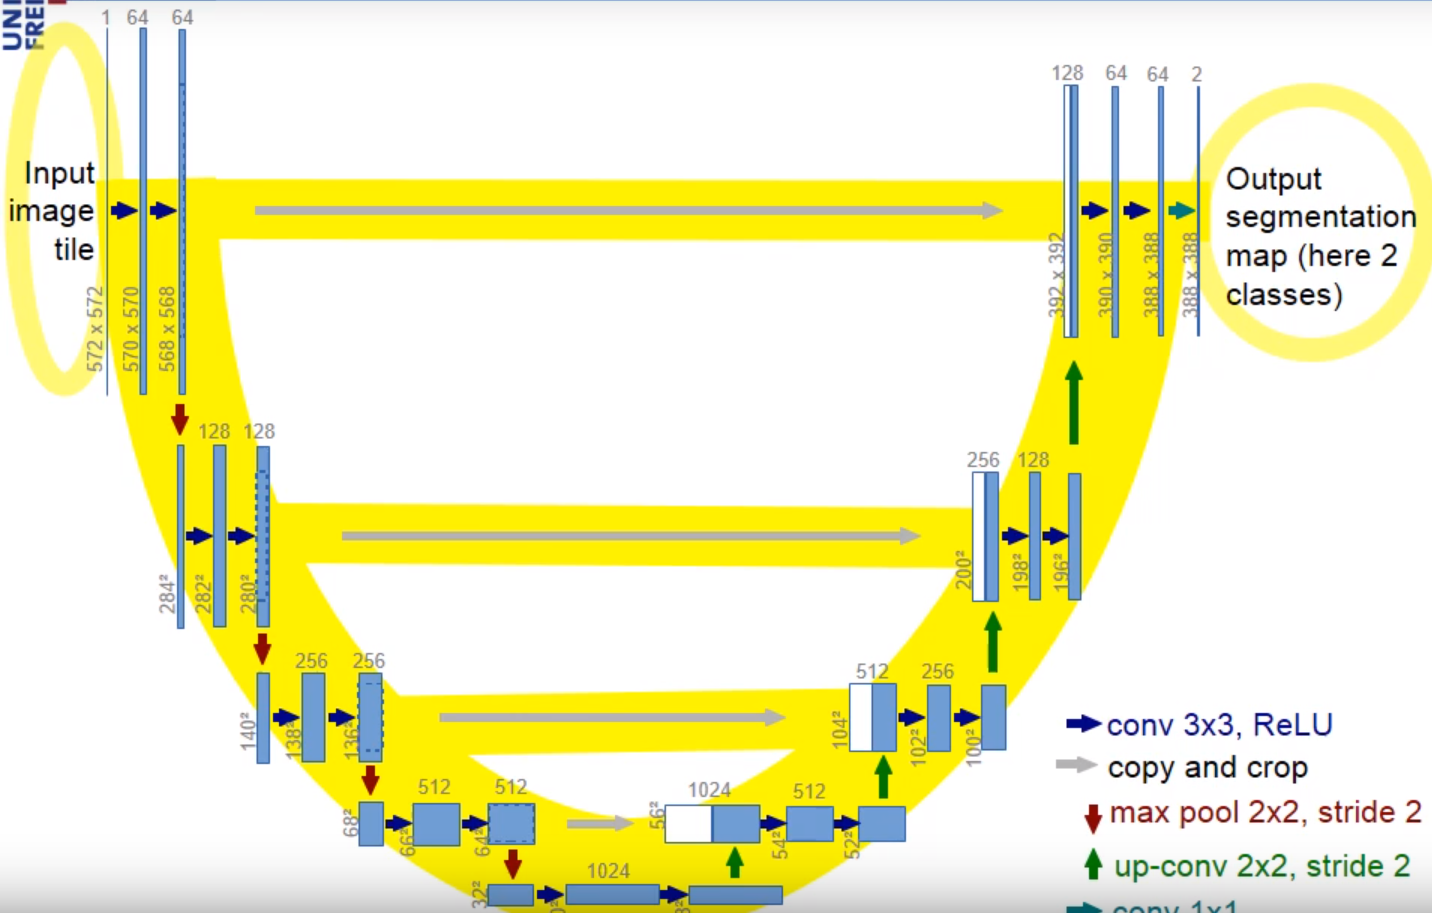 UNI
FREI
1 64 64
128 64 64 2
Input
image
tile
Output
segmentation
map (here 2
classes)
572 x 572
570 x 570
568 x 568
392 x 392
390 x 390
388 x 388
388 x 388
128 128
256 128
284²
282²
280²
200²
198²
196²
256 256
512 256
140²
138²
136²
104²
102²
100²
512 512
1024 512
68²
66²
64²
56²
54²
52²
1024
32²
conv 3x3, ReLU
copy and crop
max pool 2x2, stride 2
up-conv 2x2, stride 2
conv 1x1